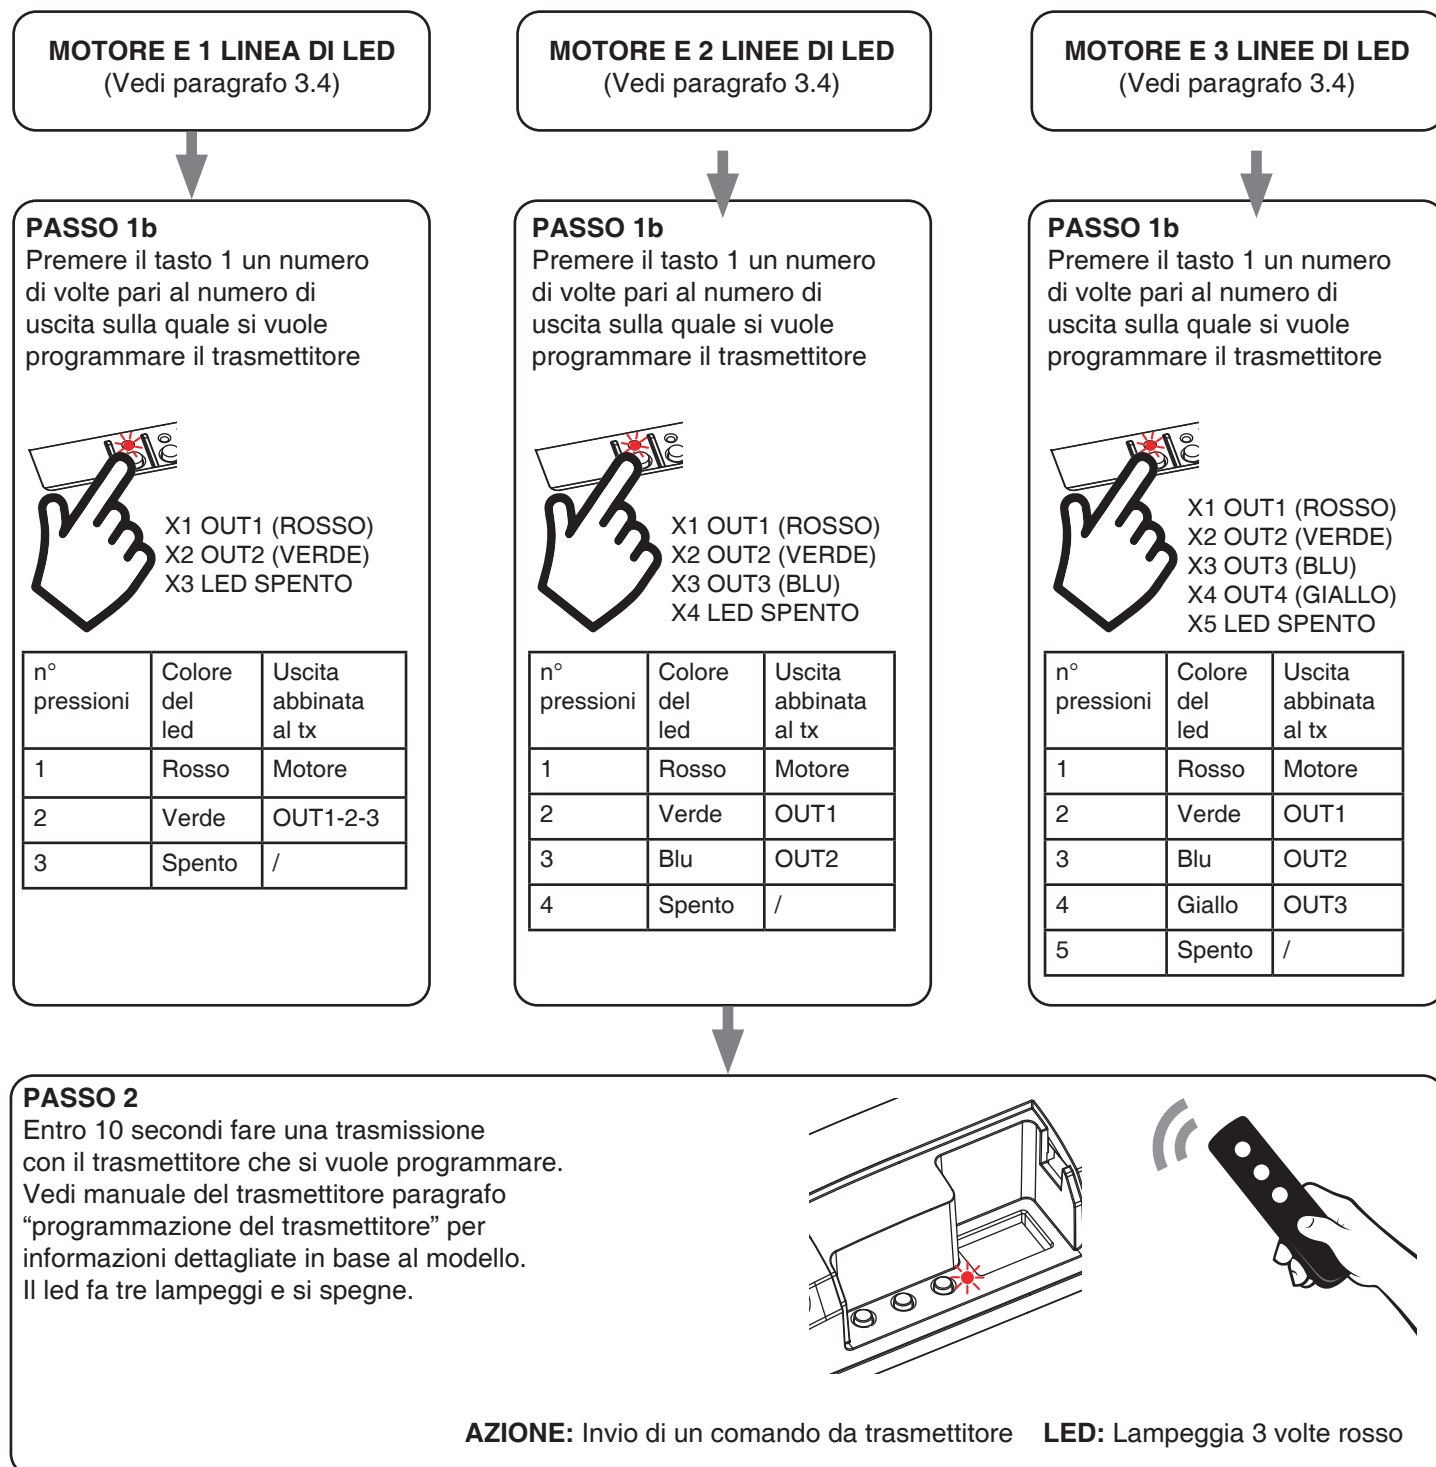 MOTORE E 1 LINEA DI LED
(Vedi paragrafo 3.4)
MOTORE E 2 LINEE DI LED
(Vedi paragrafo 3.4)
MOTORE E 3 LINEE DI LED
(Vedi paragrafo 3.4)
PASSO 1b
Premere il tasto 1 un numero
di volte pari al numero di
uscita sulla quale si vuole
programmare il trasmettitore
X1 OUT1 (ROSSO)
X2 OUT2 (VERDE)
X3 LED SPENTO
n° pressioni | Colore del led | Uscita abbinata al tx
1 | Rosso | Motore
2 | Verde | OUT1-2-3
3 | Spento | /
PASSO 1b
Premere il tasto 1 un numero
di volte pari al numero di
uscita sulla quale si vuole
programmare il trasmettitore
X1 OUT1 (ROSSO)
X2 OUT2 (VERDE)
X3 OUT3 (BLU)
X4 LED SPENTO
n° pressioni | Colore del led | Uscita abbinata al tx
1 | Rosso | Motore
2 | Verde | OUT1
3 | Blu | OUT2
4 | Spento | /
PASSO 1b
Premere il tasto 1 un numero
di volte pari al numero di
uscita sulla quale si vuole
programmare il trasmettitore
X1 OUT1 (ROSSO)
X2 OUT2 (VERDE)
X3 OUT3 (BLU)
X4 OUT4 (GIALLO)
X5 LED SPENTO
n° pressioni | Colore del led | Uscita abbinata al tx
1 | Rosso | Motore
2 | Verde | OUT1
3 | Blu | OUT2
4 | Giallo | OUT3
5 | Spento | /
PASSO 2
Entro 10 secondi fare una trasmissione
con il trasmettitore che si vuole programmare.
Vedi manuale del trasmettitore paragrafo
“programmazione del trasmettitore” per
informazioni dettagliate in base al modello.
Il led fa tre lampeggi e si spegne.
AZIONE: Invio di un comando da trasmettitore LED: Lampeggia 3 volte rosso